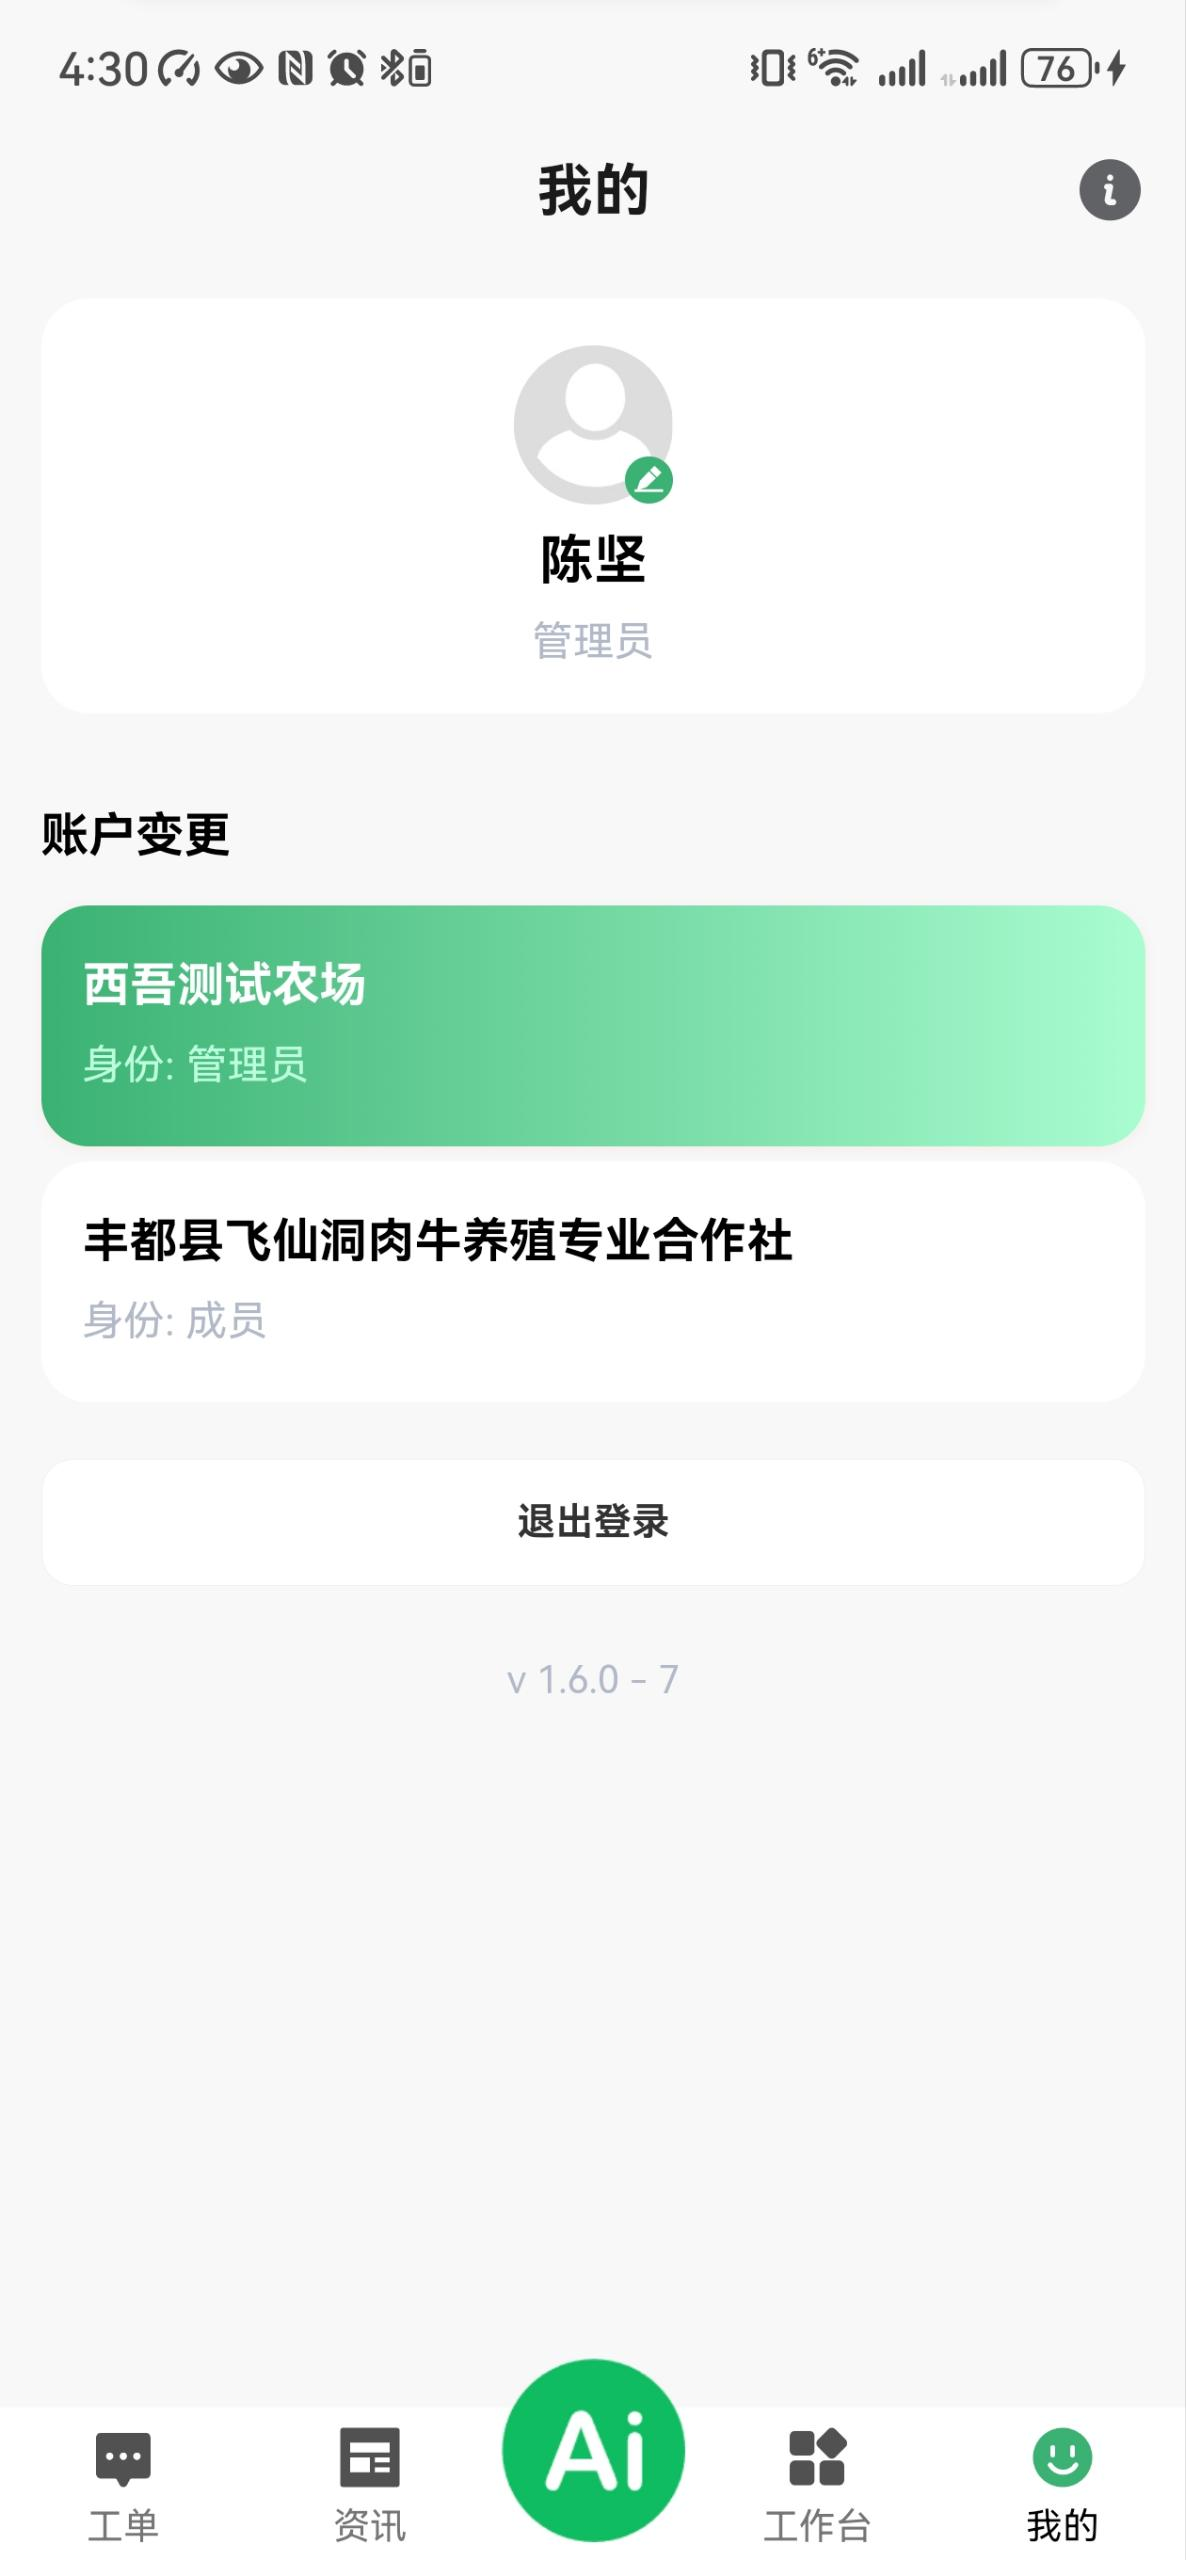 4:30
6+
76
我的
陈坚
管理员
账户变更
西吾测试农场
身份: 管理员
丰都县飞仙洞肉牛养殖专业合作社
身份: 成员
退出登录
v 1.6.0 - 7
Ai
工单
资讯
工作台
我的